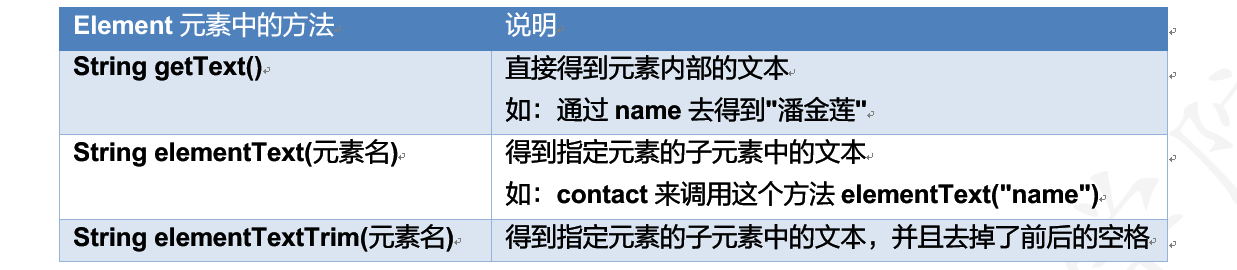 Element 元素中的方法 说明
String getText() 直接得到元素内部的文本
如：通过 name 去得到"潘金莲"
String elementText(元素名) 得到指定元素的子元素中的文本
如：contact 来调用这个方法 elementText("name")
String elementTextTrim(元素名) 得到指定元素的子元素中的文本，并且去掉了前后的空格